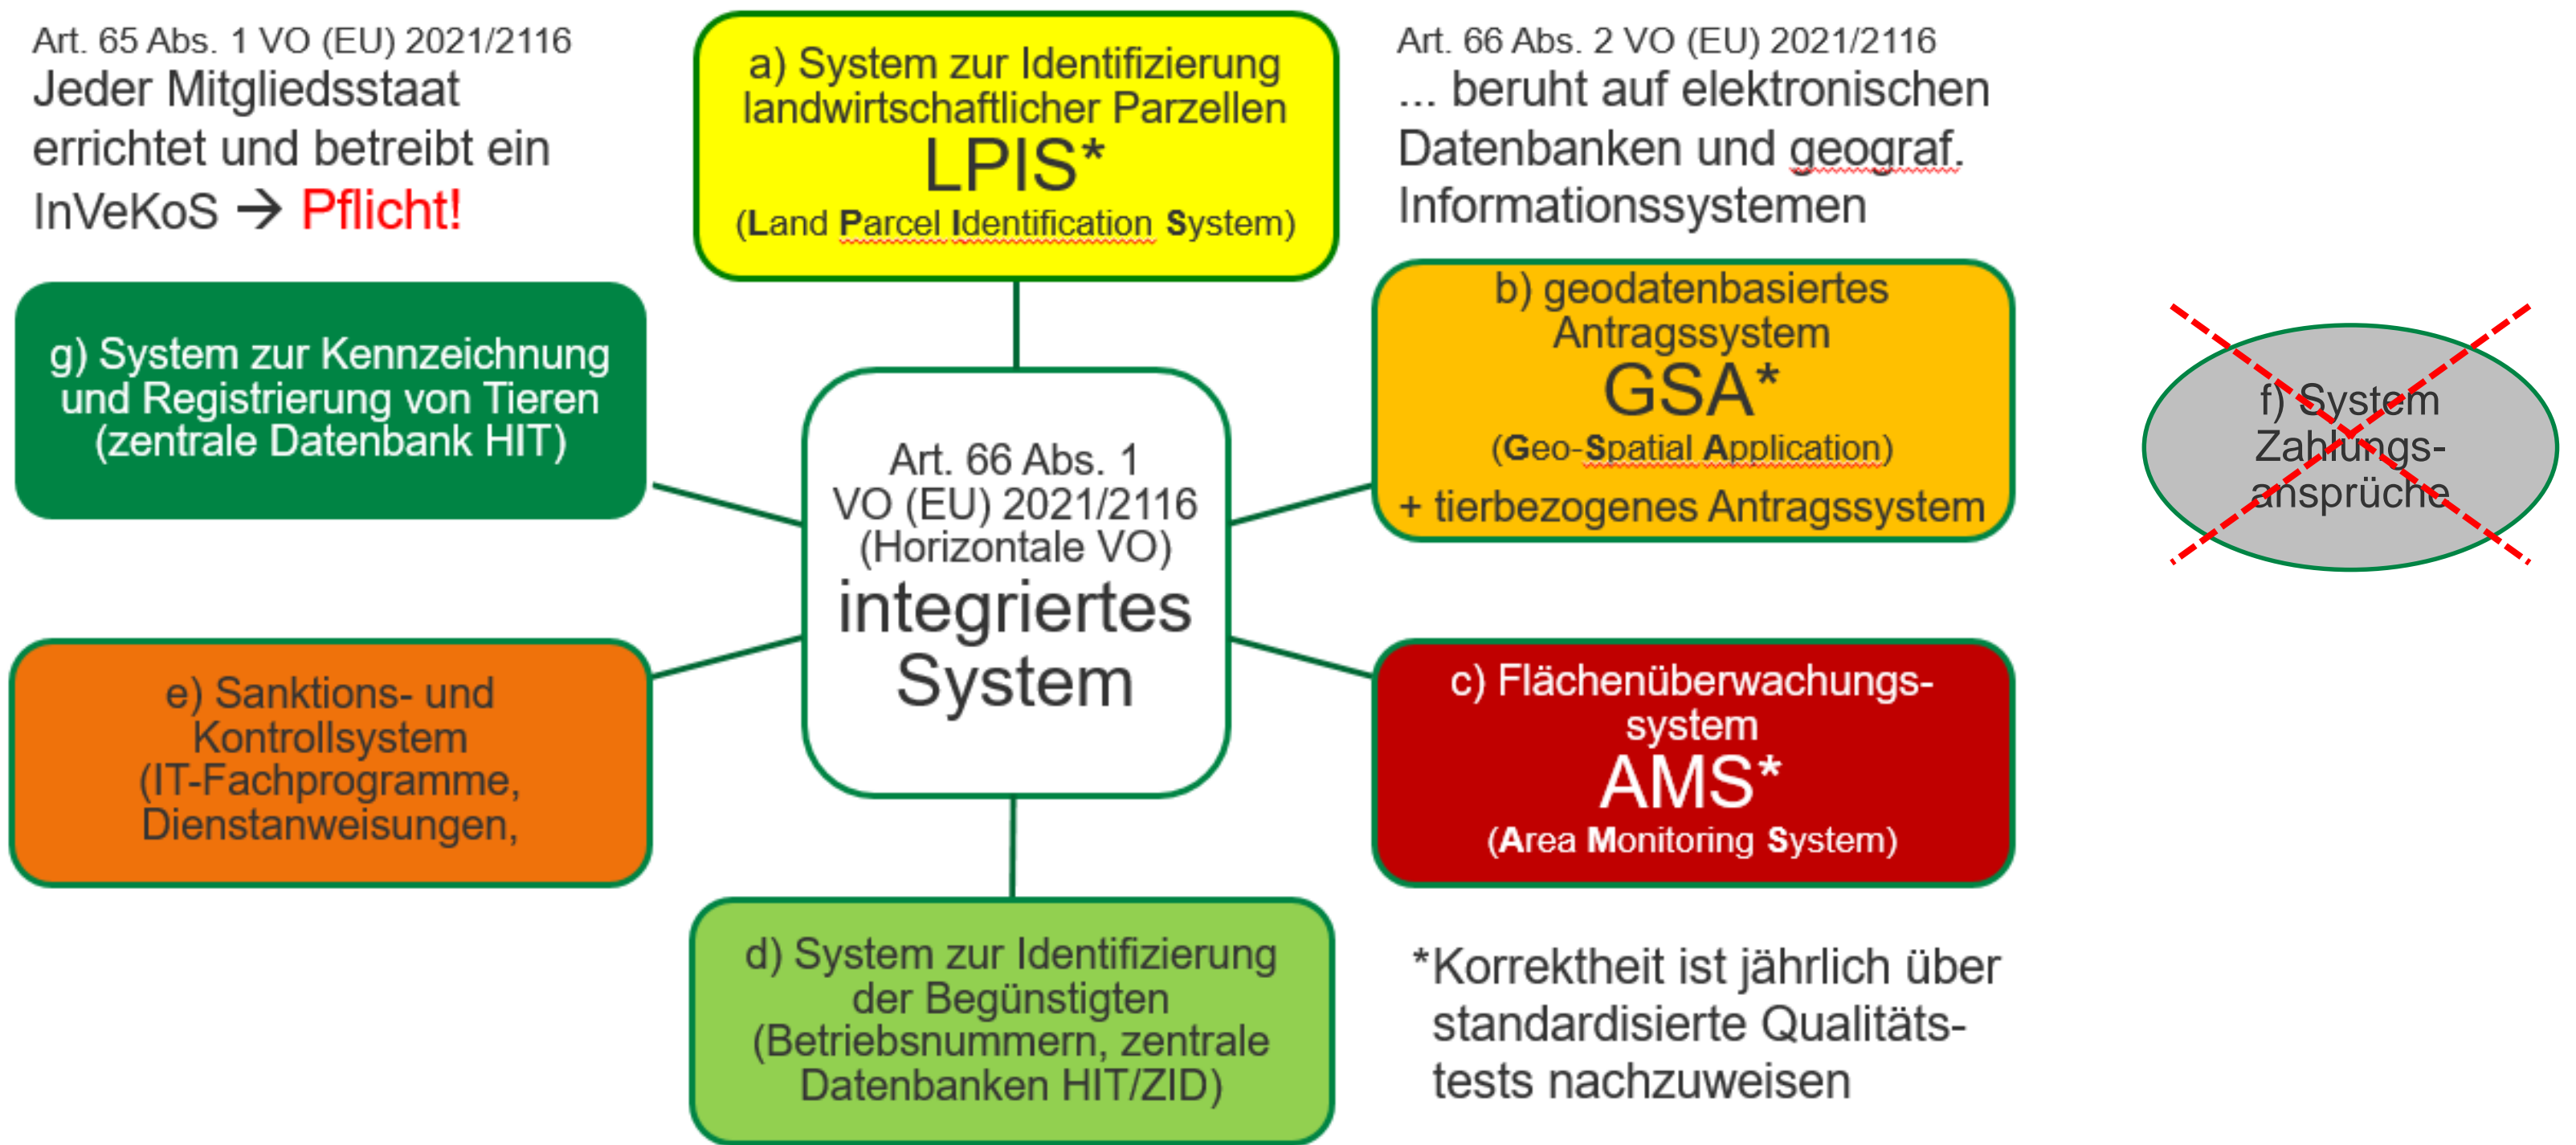 Art. 65 Abs. 1 VO (EU) 2021/2116
Jeder Mitgliedsstaat
errichtet und betreibt ein
InVeKoS → Pflicht!
a) System zur Identifizierung
landwirtschaftlicher Parzellen
LPIS*
(Land Parcel Identification System)
Art. 66 Abs. 2 VO (EU) 2021/2116
... beruht auf elektronischen
Datenbanken und geograf.
Informationssystemen
g) System zur Kennzeichnung
und Registrierung von Tieren
(zentrale Datenbank HIT)
b) geodatenbasiertes
Antragssystem
GSA*
(Geo-Spatial Application)
+ tierbezogenes Antragssystem
f) System
Zahlungs-
ansprüche
Art. 66 Abs. 1
VO (EU) 2021/2116
(Horizontale VO)
integriertes
System
e) Sanktions- und
Kontrollsystem
(IT-Fachprogramme,
Dienstanweisungen,
c) Flächenüberwachungs-
system
AMS*
(Area Monitoring System)
d) System zur Identifizierung
der Begünstigten
(Betriebsnummern, zentrale
Datenbanken HIT/ZID)
*Korrektheit ist jährlich über
standardisierte Qualitäts-
tests nachzuweisen